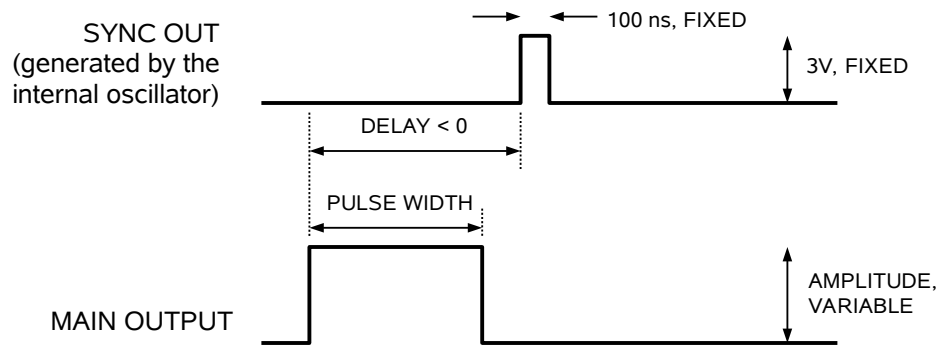 SYNC OUT
(generated by the
internal oscillator)
100 ns, FIXED
3V, FIXED
DELAY < 0
PULSE WIDTH
AMPLITUDE,
VARIABLE
MAIN OUTPUT